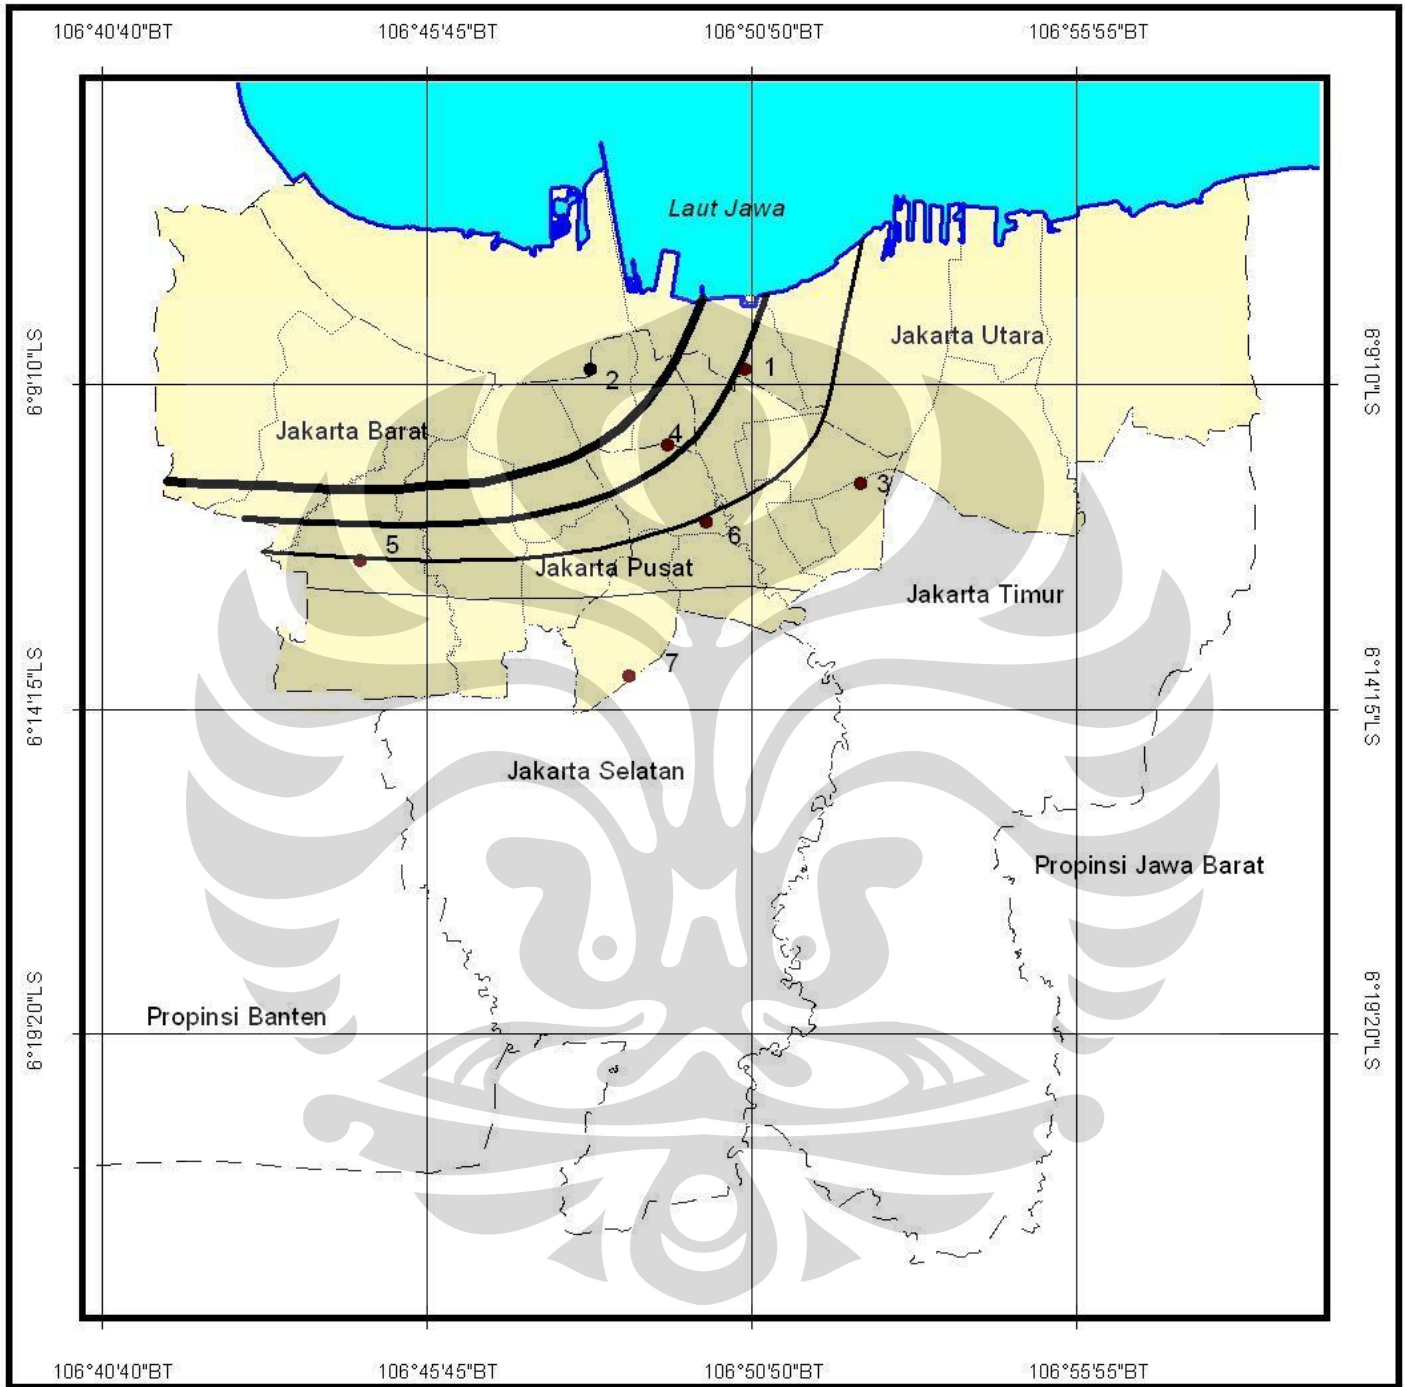 106°40'40"BT
106°45'45"BT
106°50'50"BT
106°55'55"BT
Laut Jawa
Jakarta Utara
6°9'10"LS
6°9'10"LS
1
2
Jakarta Barat
4
3
6
5
Jakarta Pusat
Jakarta Timur
7
6°14'15"LS
6°14'15"LS
Jakarta Selatan
Propinsi Jawa Barat
Propinsi Banten
6°19'20"LS
6°19'20"LS
106°40'40"BT
106°45'45"BT
106°50'50"BT
106°55'55"BT